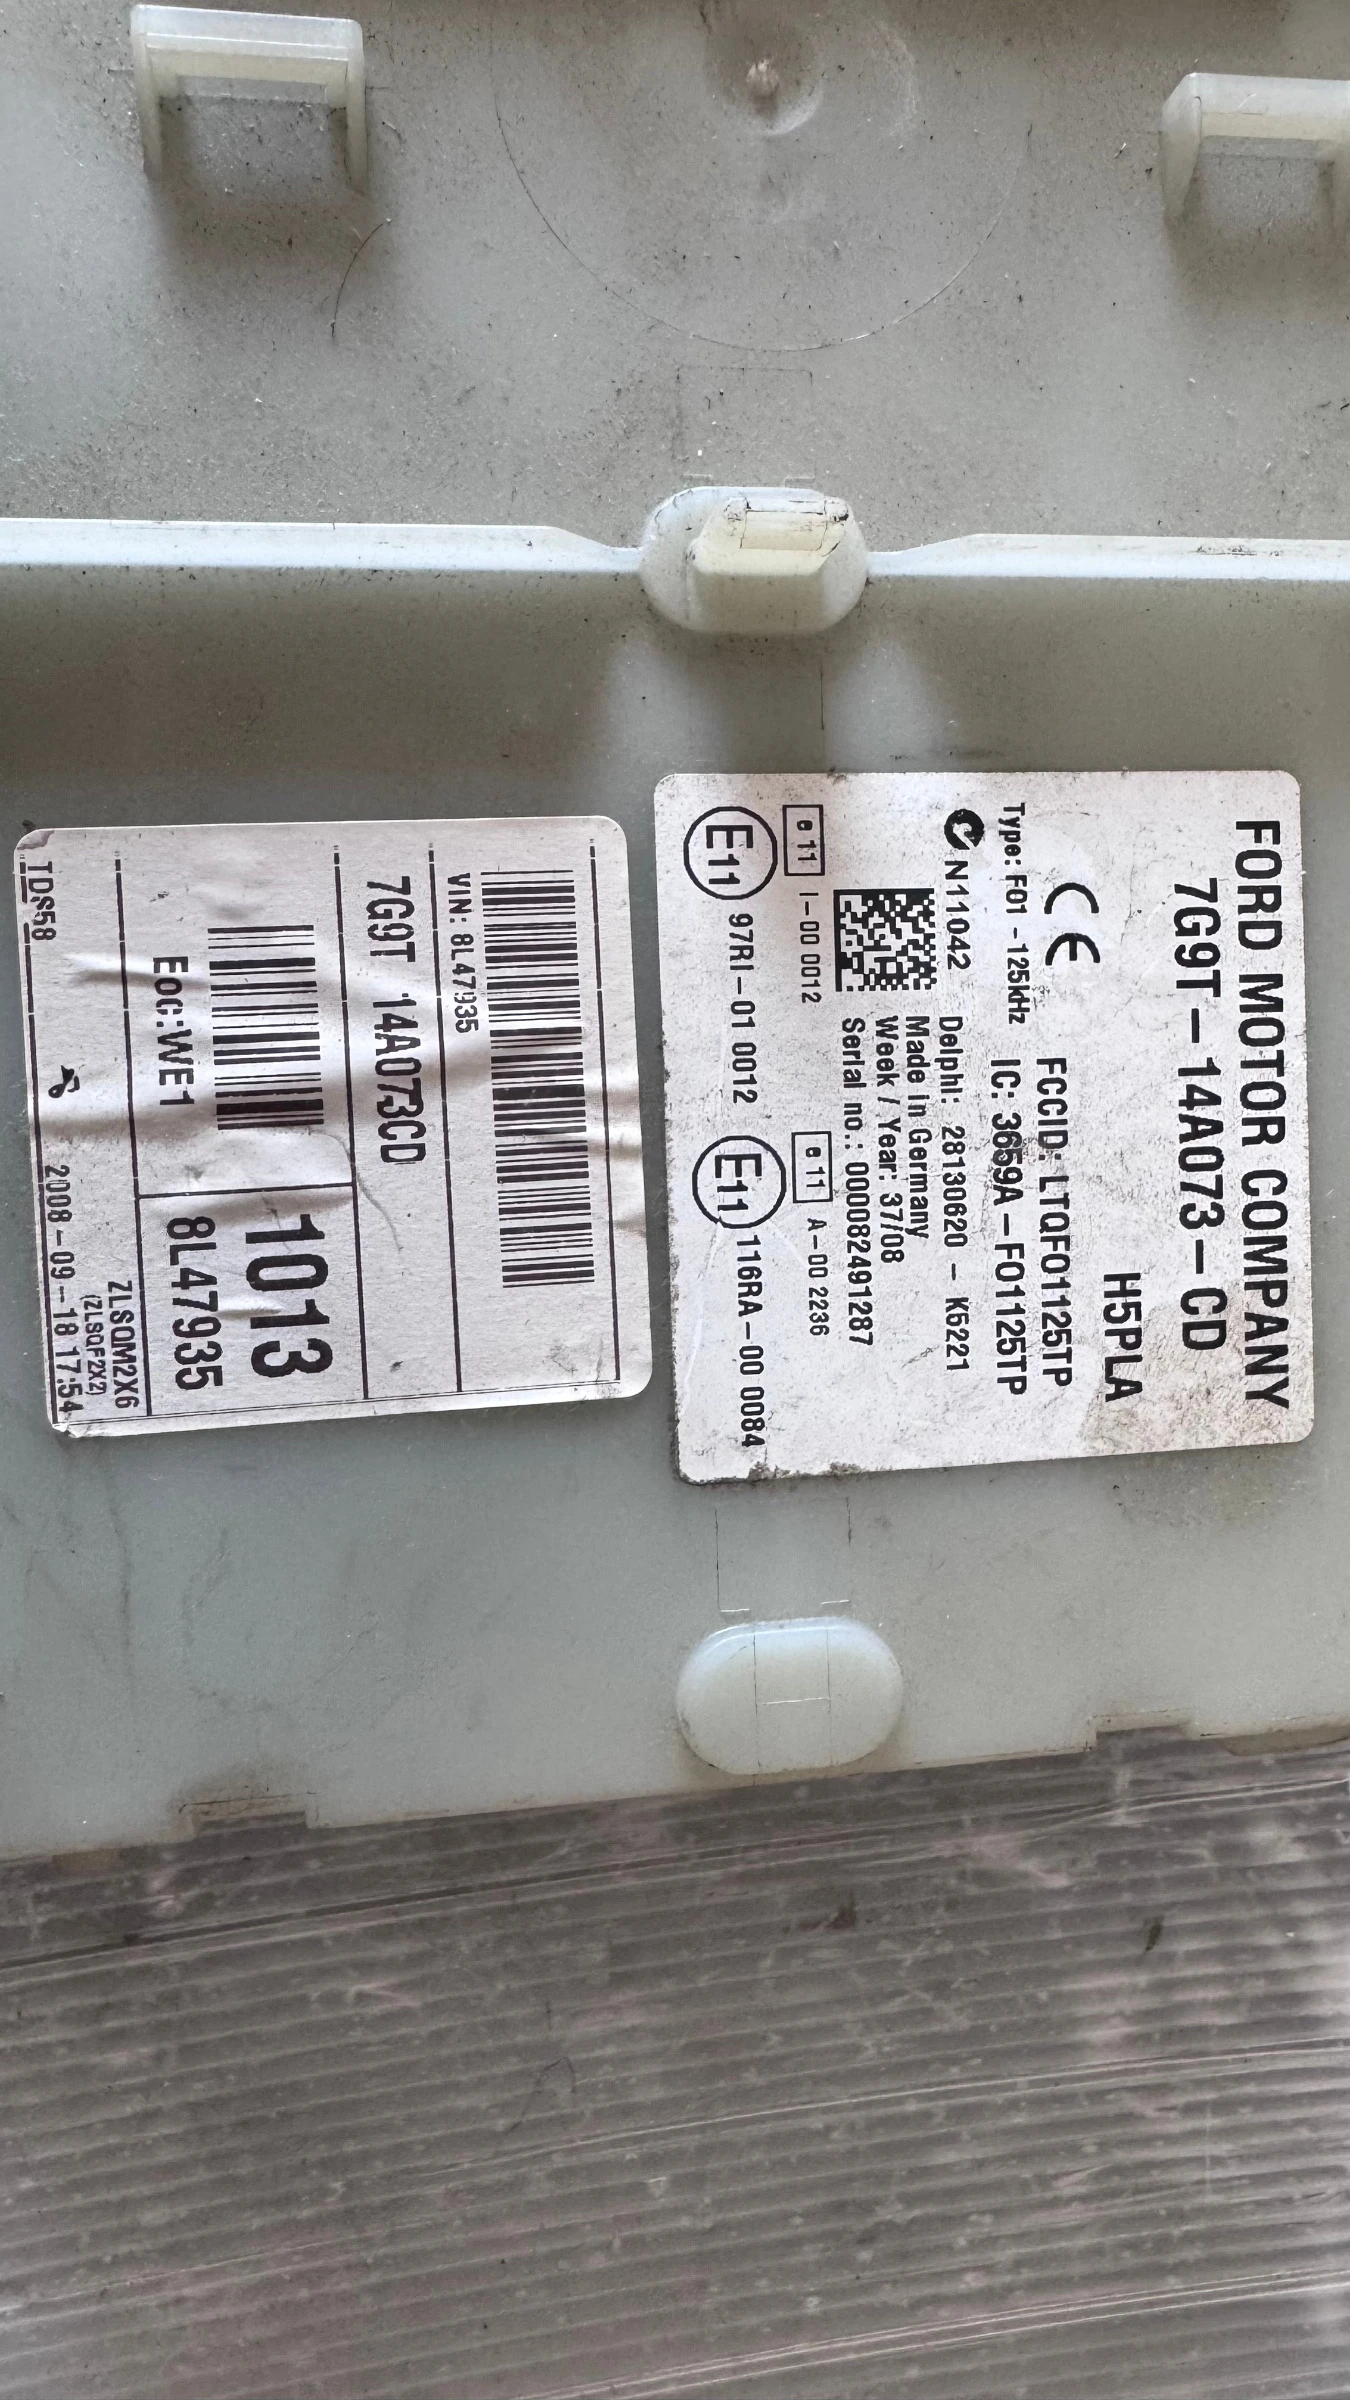 FORD MOTOR COMPANY
7G9T-14A073-CD
H5PLA
CE FCCID: LTQF01125TP
Type: F01-125kHz IC: 3659A-F01125TP
N11042 Delphi: 28130620 - K6221
Made in Germany
Week / Year: 37/08
Serial no.: 000082491287
e11 I-00 0012 e11 A-00 2236
E11 97RI-01 0012 E11 116RA-00 0084
VIN: 8L47935
7G9T 14A073CD
1013
EOC:WE1 8L47935
ZLSQM2X6
(ZLSQF2X2)
TDS58 2008-09-18 17:54